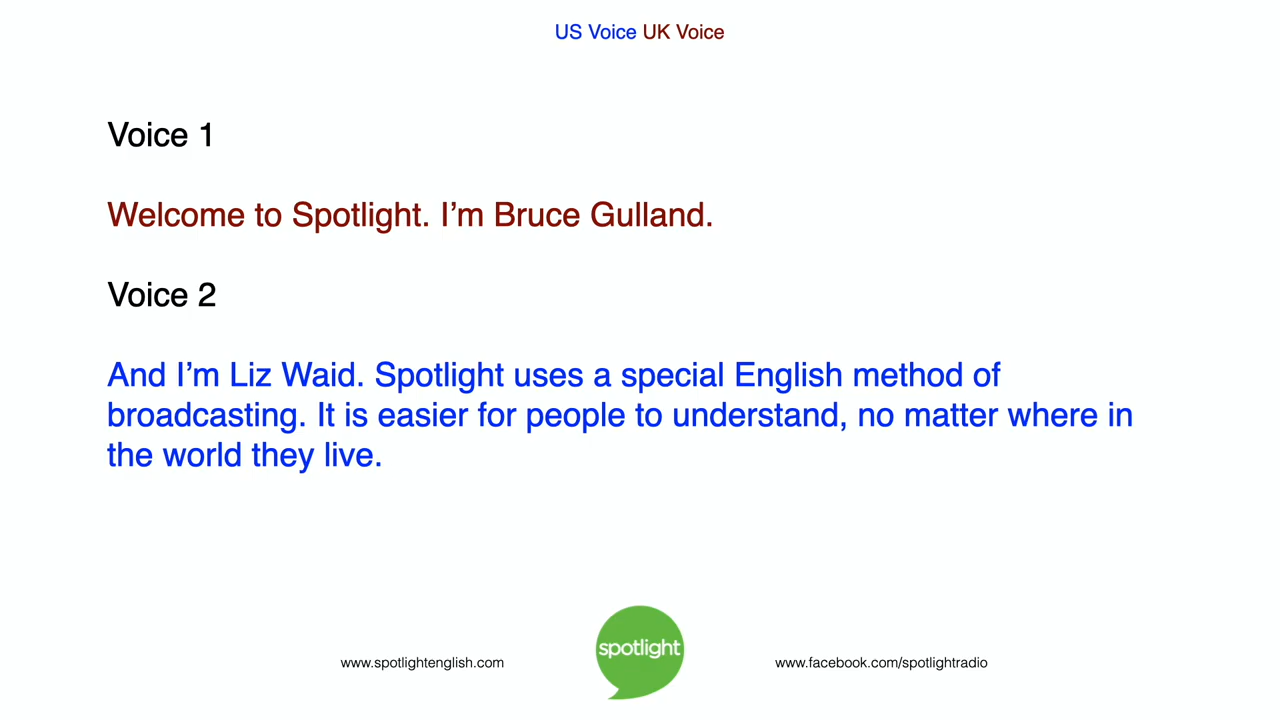 US Voice UK Voice
Voice 1
Welcome to Spotlight. I’m Bruce Gulland.
Voice 2
And I’m Liz Waid. Spotlight uses a special English method of
broadcasting. It is easier for people to understand, no matter where in
the world they live.
spotlight
www.spotlightenglish.com
www.facebook.com/spotlightradio